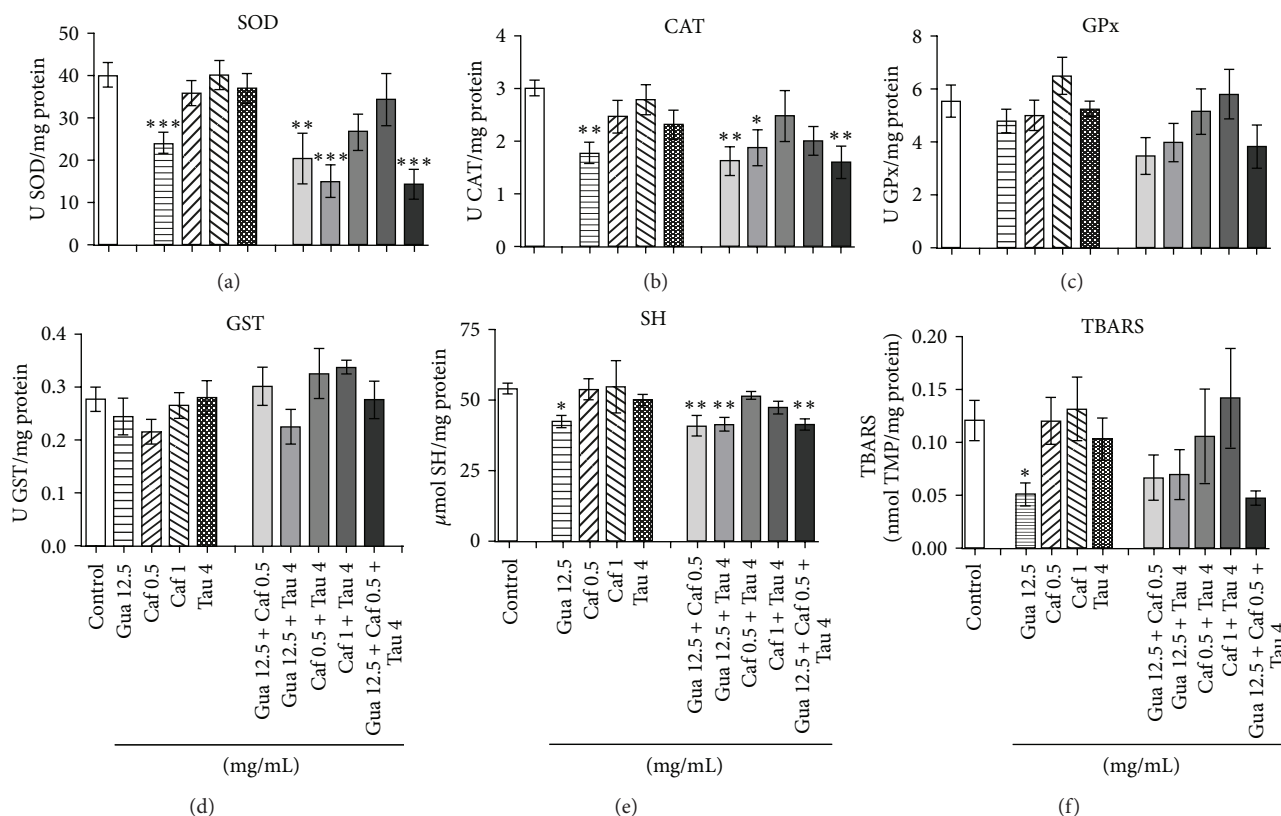 SOD
U SOD/mg protein
50
40
30
20
10
0
***
**
***
***
(a)
CAT
U CAT/mg protein
4
3
2
1
0
**
**
*
**
(b)
GPx
U GPx/mg protein
8
6
4
2
0
(c)
GST
U GST/mg protein
0.4
0.3
0.2
0.1
0.0
Control
Gua 12.5
Caf 0.5
Caf 1
Tau 4
Gua 12.5 + Caf 0.5
Gua 12.5 + Tau 4
Caf 0.5 + Tau 4
Caf 1 + Tau 4
Gua 12.5 + Caf 0.5 +
Tau 4
(mg/mL)
(d)
SH
μmol SH/mg protein
75
50
25
0
*
**
**
**
Control
Gua 12.5
Caf 0.5
Caf 1
Tau 4
Gua 12.5 + Caf 0.5
Gua 12.5 + Tau 4
Caf 0.5 + Tau 4
Caf 1+ Tau 4
Gua 12.5 + Caf 0.5 +
Tau 4
(mg/mL)
(e)
TBARS
TBARS
(nmol TMP/mg protein)
0.20
0.15
0.10
0.05
0.00
*
Control
Gua 12.5
Caf 0.5
Caf 1
Tau 4
Gua 12.5 + Caf 0.5
Gua 12.5 + Tau 4
Caf 0.5 + Tau 4
Caf 1 + Tau 4
Gua 12.5 + Caf 0.5 +
Tau 4
(mg/mL)
(f)